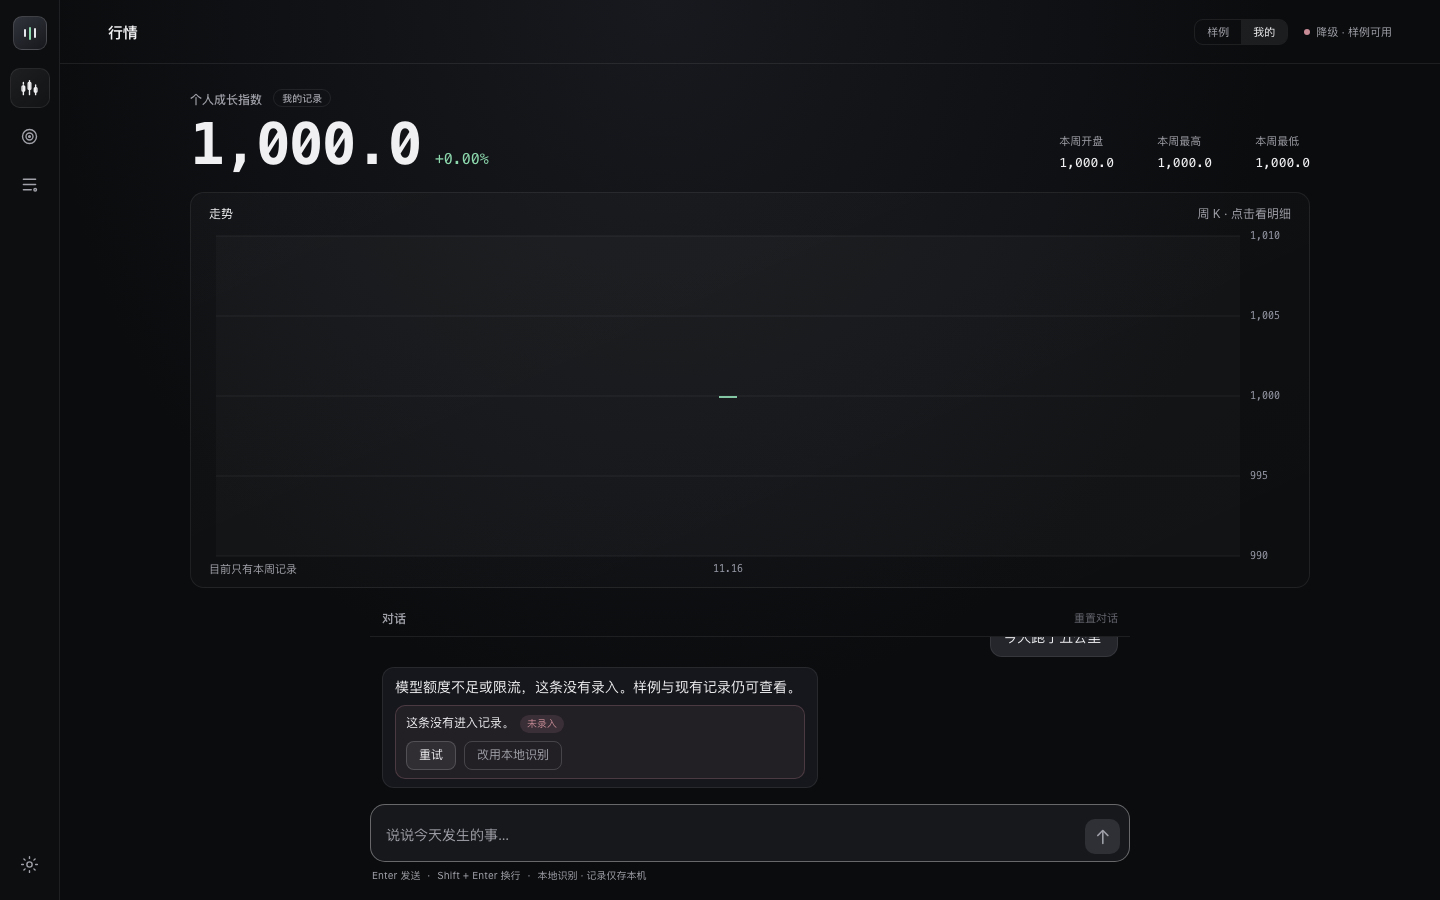 行情
样例 我的 降级 · 样例可用
个人成长指数 我的记录
1,000.0 +0.00%
本周开盘 本周最高 本周最低
1,000.0 1,000.0 1,000.0
走势 周 K · 点击看明细
1,010
1,005
1,000
995
990
目前只有本周记录 11.16
对话 重置对话
今天跑了五公里
模型额度不足或限流，这条没有录入。样例与现有记录仍可查看。
这条没有进入记录。 未录入
重试 改用本地识别
说说今天发生的事...
Enter 发送 · Shift + Enter 换行 · 本地识别 · 记录仅存本机